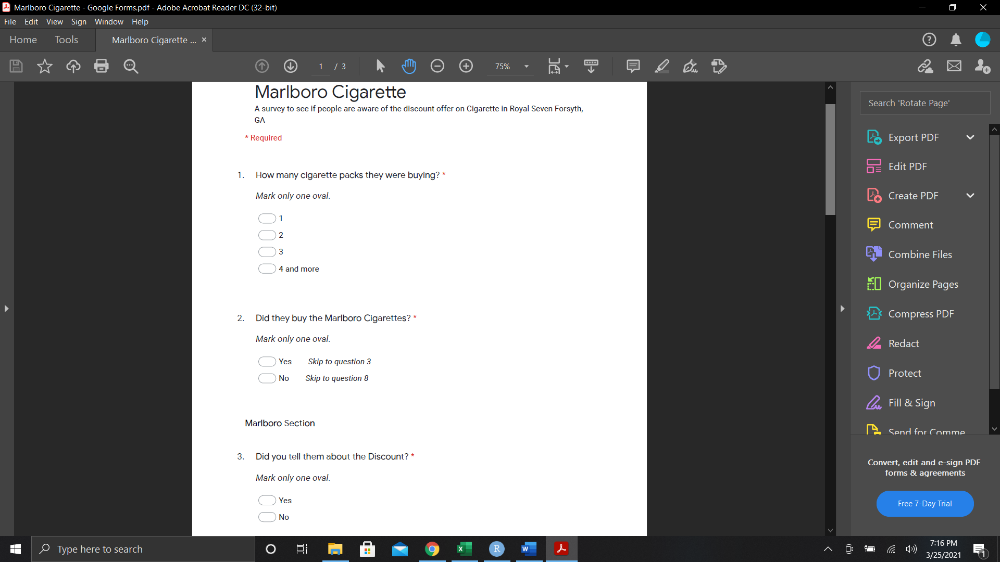 Marlboro Cigarette - Google Forms.pdf - Adobe Acrobat Reader DC (32-bit)
File Edit View Sign Window Help
Home Tools Marlboro Cigarette ... ×
1 / 3 75%
Marlboro Cigarette
A survey to see if people are aware of the discount offer on Cigarette in Royal Seven Forsyth,
GA
* Required
1. How many cigarette packs they were buying? *
Mark only one oval.
1
2
3
4 and more
2. Did they buy the Marlboro Cigarettes? *
Mark only one oval.
Yes Skip to question 3
No Skip to question 8
Marlboro Section
3. Did you tell them about the Discount? *
Mark only one oval.
Yes
No
Search 'Rotate Page'
Export PDF
Edit PDF
Create PDF
Comment
Combine Files
Organize Pages
Compress PDF
Redact
Protect
Fill & Sign
Send for Comme
Convert, edit and e-sign PDF
forms & agreements
Free 7-Day Trial
Type here to search
7:16 PM
3/25/2021
1